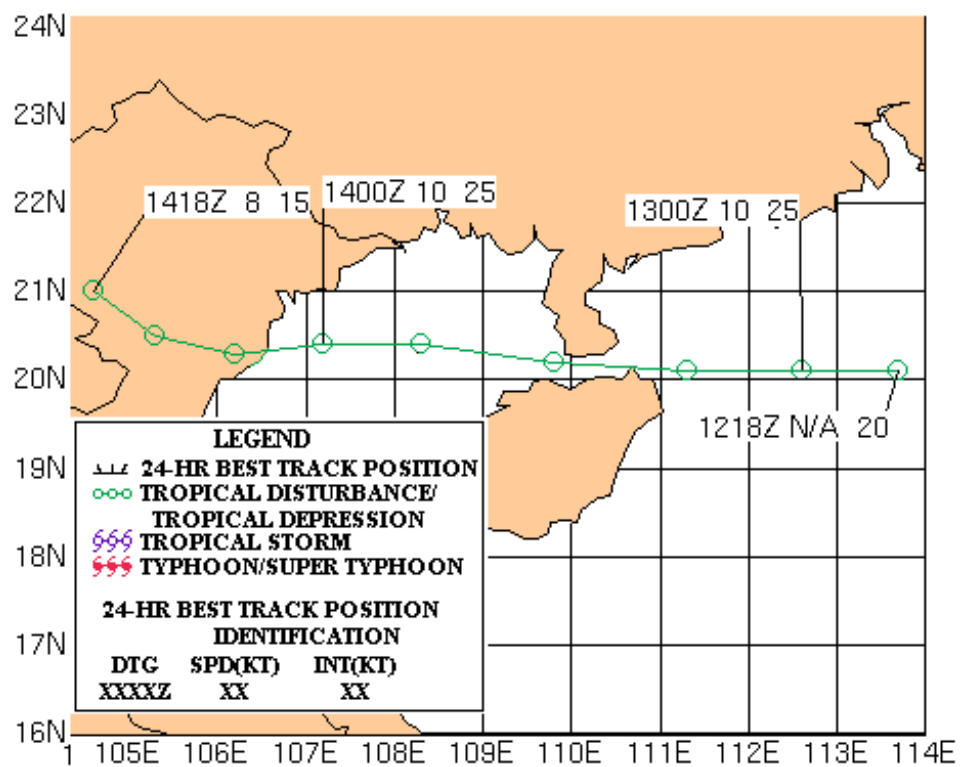 24N
23N
22N
21N
20N
19N
18N
17N
16N
1418Z 8 15
1400Z 10 25
1300Z 10 25
1218Z N/A 20
LEGEND
24-HR BEST TRACK POSITION
TROPICAL DISTURBANCE/
TROPICAL DEPRESSION
TROPICAL STORM
TYPHOON/SUPER TYPHOON
24-HR BEST TRACK POSITION
IDENTIFICATION
DTG SPD(KT) INT(KT)
XXXXZ XX XX
105E 106E 107E 108E 109E 110E 111E 112E 113E 114E